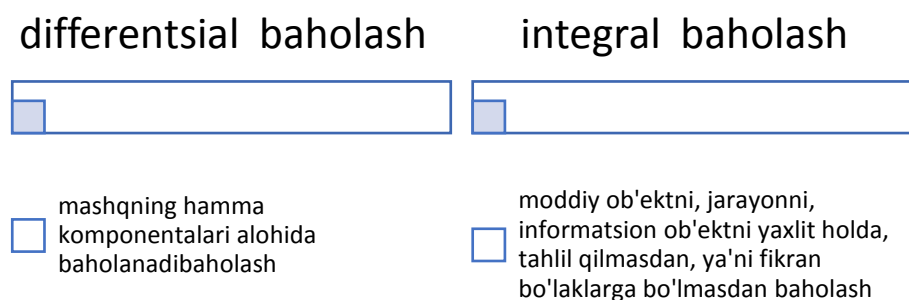 differentsial baholash
integral baholash
mashqning hamma
komponentalari alohida
baholanadibaholash
moddiy ob'ektni, jarayonni,
informatsion ob'ektni yaxlit holda,
tahlil qilmasdan, ya'ni fikran
bo'laklarga bo'lmasdan baholash